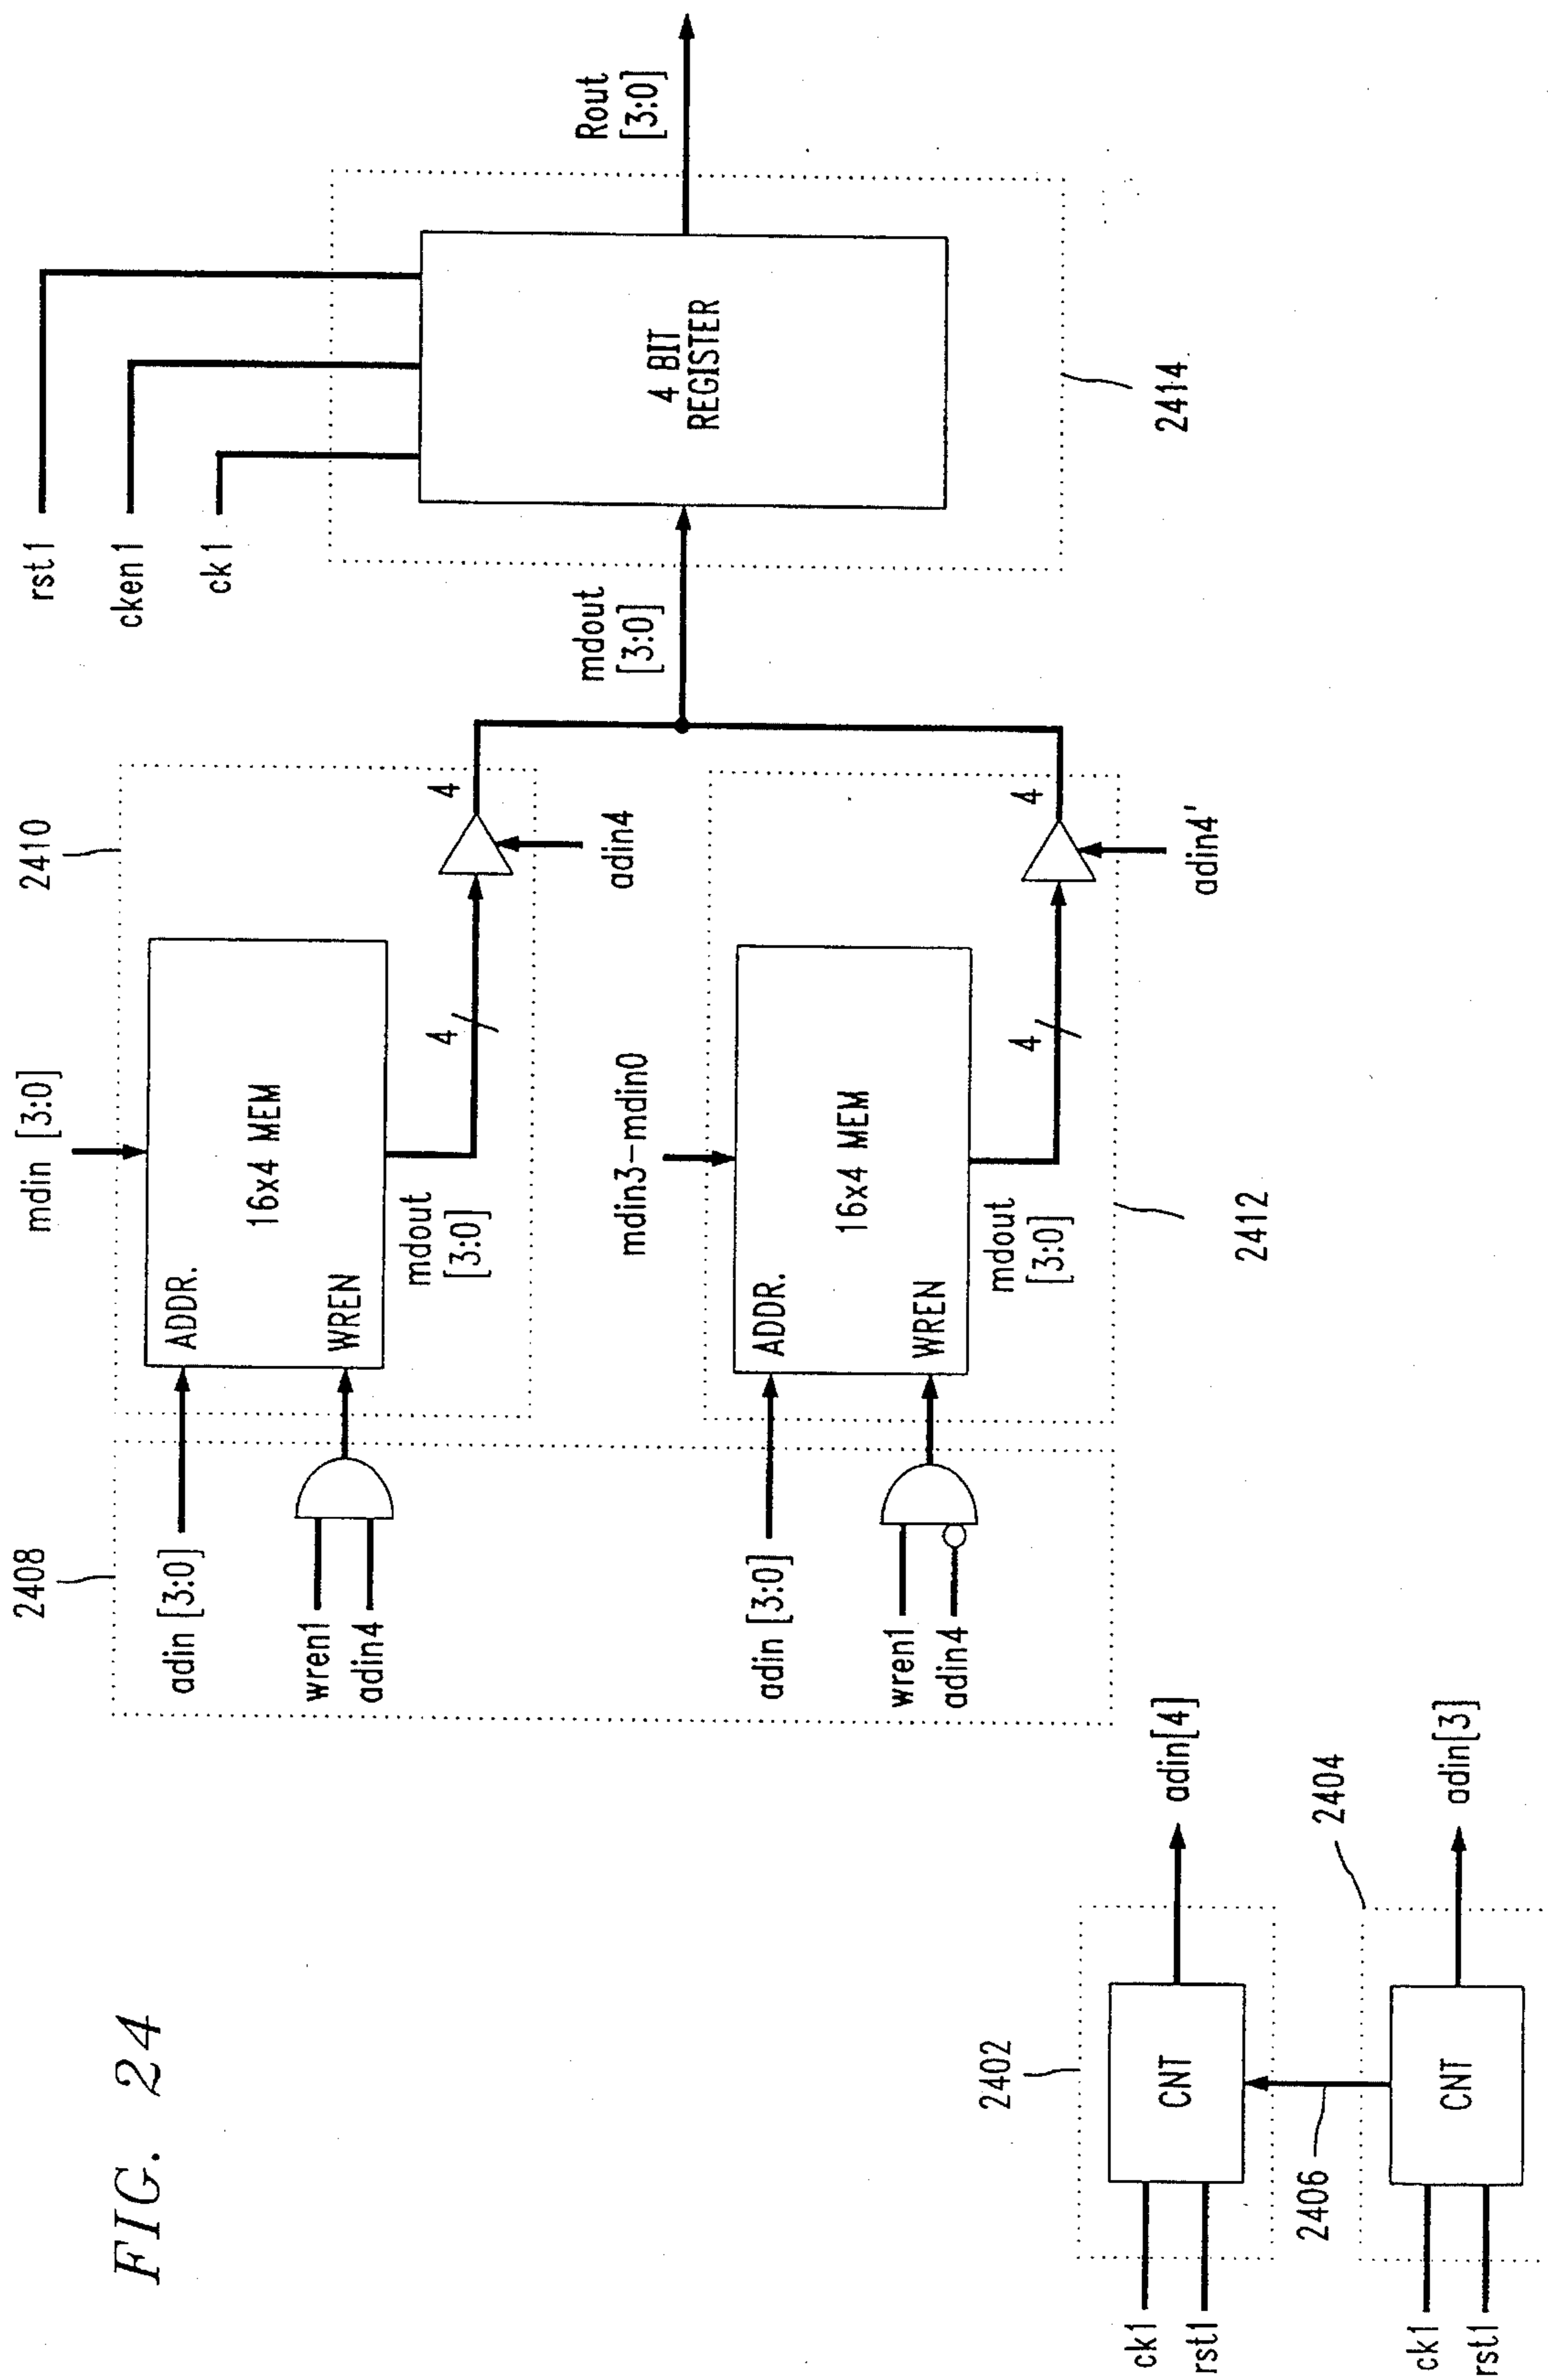 FIG. 24
2408
adin [3:0]
wren1
adin4
ADDR.
WREN
16x4 MEM
mdin [3:0]
2410
mdout
[3:0]
4
4
adin4
adin [3:0]
wren1
adin4
ADDR.
WREN
16x4 MEM
mdin3-mdin0
mdout
[3:0]
4
4
adin4'
2412
mdout
[3:0]
rst1
cken1
ck1
4 BIT
REGISTER
2414
Rout
[3:0]
2402
ck1
rst1
CNT
adin[4]
2406
2404
ck1
rst1
CNT
adin[3]